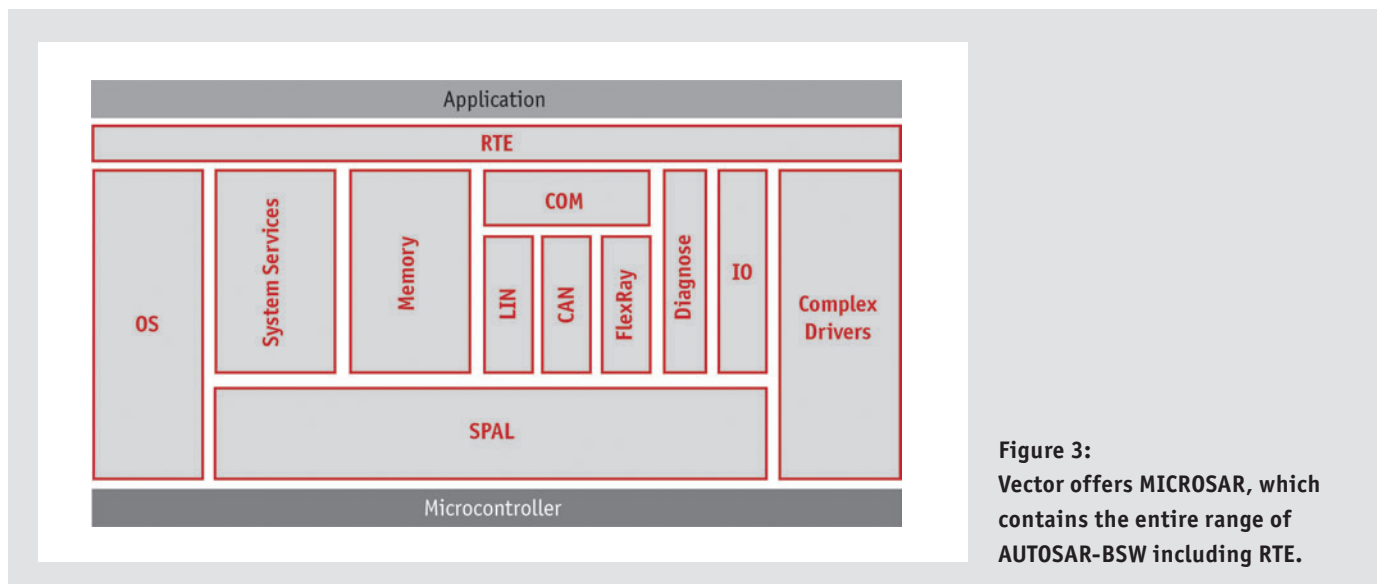 Application
RTE
OS
System Services
Memory
COM
LIN
CAN
FlexRay
Diagnose
IO
Complex
Drivers
SPAL
Microcontroller
Figure 3:
Vector offers MICROSAR, which
contains the entire range of
AUTOSAR-BSW including RTE.